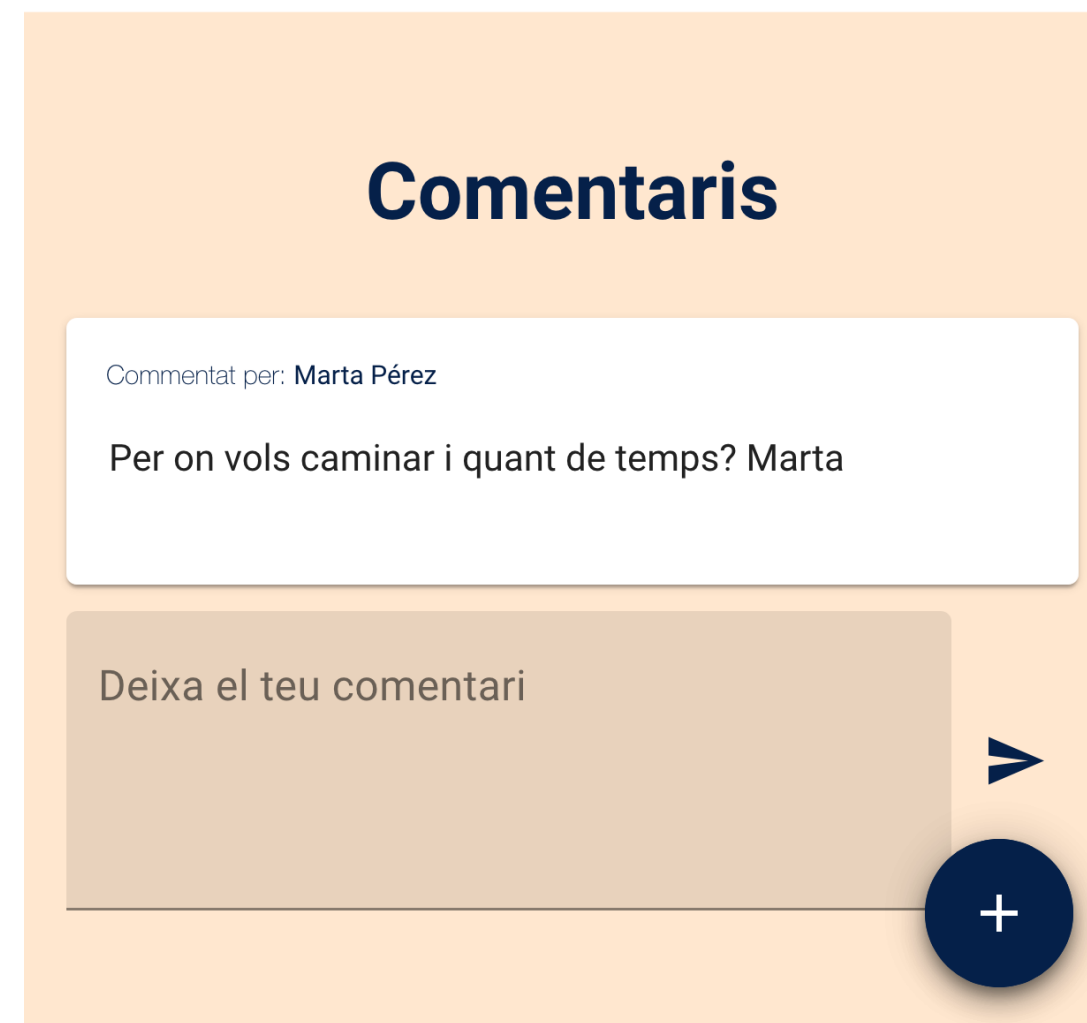 Comentaris
Commentat per: Marta Pérez
Per on vols caminar i quant de temps? Marta
Deixa el teu comentari